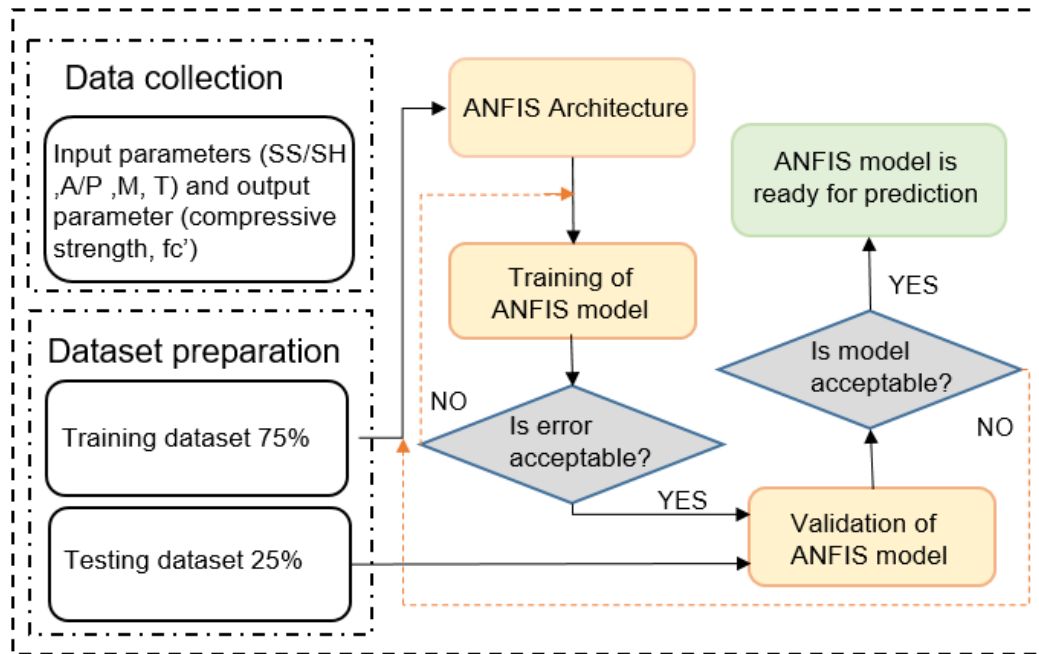 Data collection
Input parameters (SS/SH
,A/P ,M, T) and output
parameter (compressive
strength, fc’)
Dataset preparation
Training dataset 75%
Testing dataset 25%
ANFIS Architecture
Training of
ANFIS model
NO
Is error
acceptable?
YES
Validation of
ANFIS model
Is model
acceptable?
NO
YES
ANFIS model is
ready for prediction